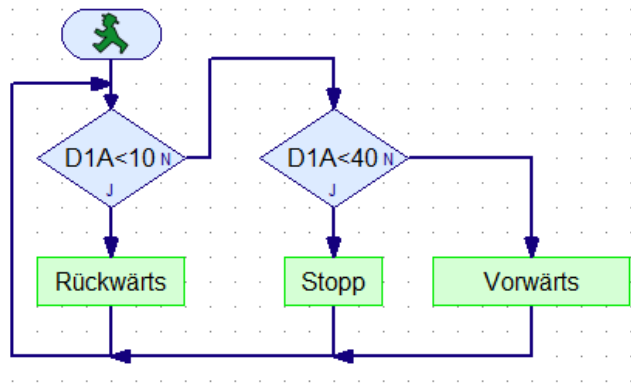 D1A<10 N
J
D1A<40 N
J
Rückwärts
Stopp
Vorwärts